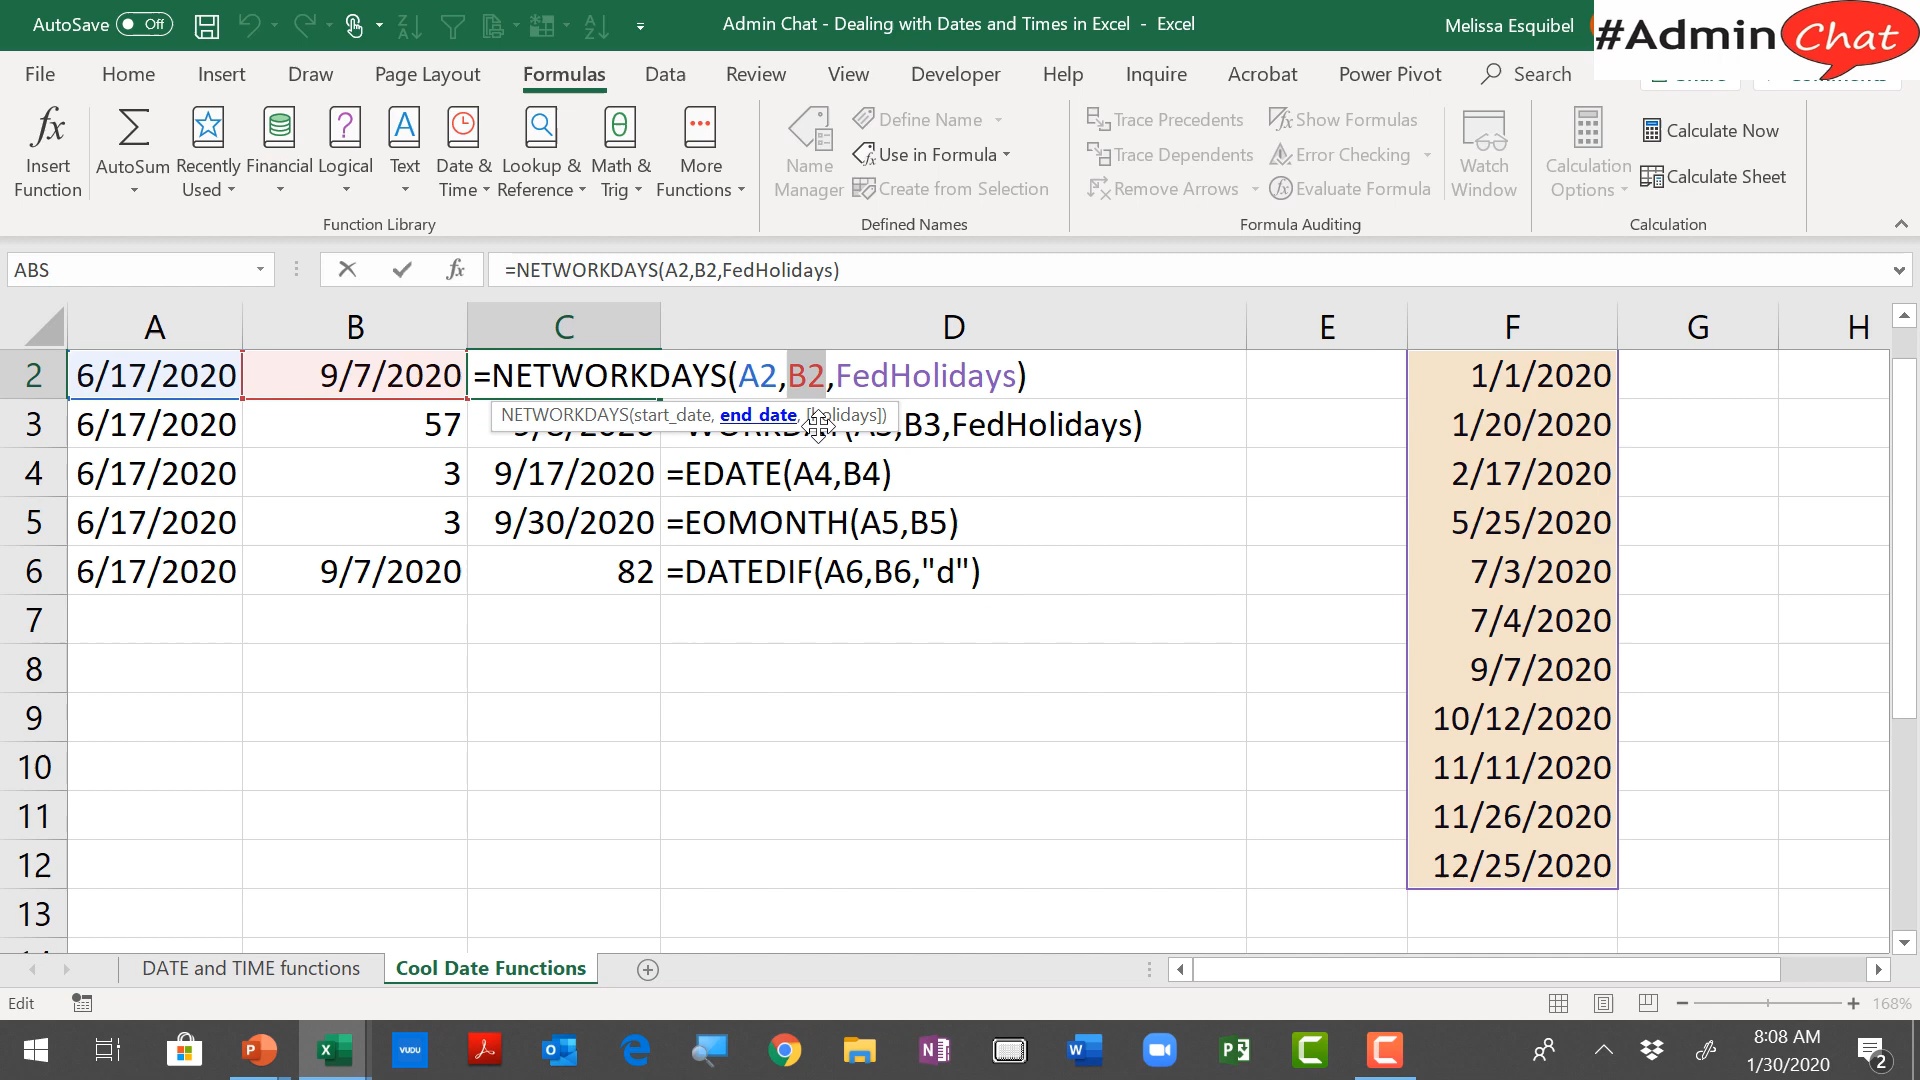 AutoSave Off
Admin Chat - Dealing with Dates and Times in Excel - Excel
Melissa Esquibel
#Admin Chat
File Home Insert Draw Page Layout Formulas Data Review View Developer Help Inquire Acrobat Power Pivot Search
Insert Function
AutoSum
Recently Used
Financial
Logical
Text
Date & Time
Lookup & Reference
Math & Trig
More Functions
Function Library
Name Manager
Define Name
Use in Formula
Create from Selection
Defined Names
Trace Precedents
Trace Dependents
Remove Arrows
Show Formulas
Error Checking
Evaluate Formula
Watch Window
Formula Auditing
Calculation Options
Calculate Now
Calculate Sheet
Calculation
ABS
fx
=NETWORKDAYS(A2,B2,FedHolidays)
A B C D E F G H
2 6/17/2020 9/7/2020 =NETWORKDAYS(A2,B2,FedHolidays) 1/1/2020
NETWORKDAYS(start_date, end_date, [holidays])
3 6/17/2020 57 B3,FedHolidays) 1/20/2020
4 6/17/2020 3 9/17/2020 =EDATE(A4,B4) 2/17/2020
5 6/17/2020 3 9/30/2020 =EOMONTH(A5,B5) 5/25/2020
6 6/17/2020 9/7/2020 82 =DATEDIF(A6,B6,"d") 7/3/2020
7 7/4/2020
8 9/7/2020
9 10/12/2020
10 11/11/2020
11 11/26/2020
12 12/25/2020
13
DATE and TIME functions
Cool Date Functions
Edit
168%
VUDU
8:08 AM
1/30/2020
2